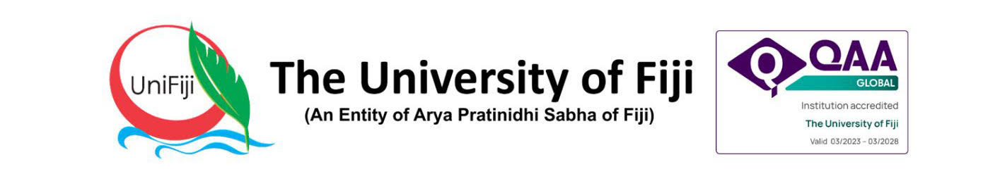 UniFiji
The University of Fiji
(An Entity of Arya Pratinidhi Sabha of Fiji)
QAA
GLOBAL
Institution accredited
The University of Fiji
Valid 03/2023 – 03/2028